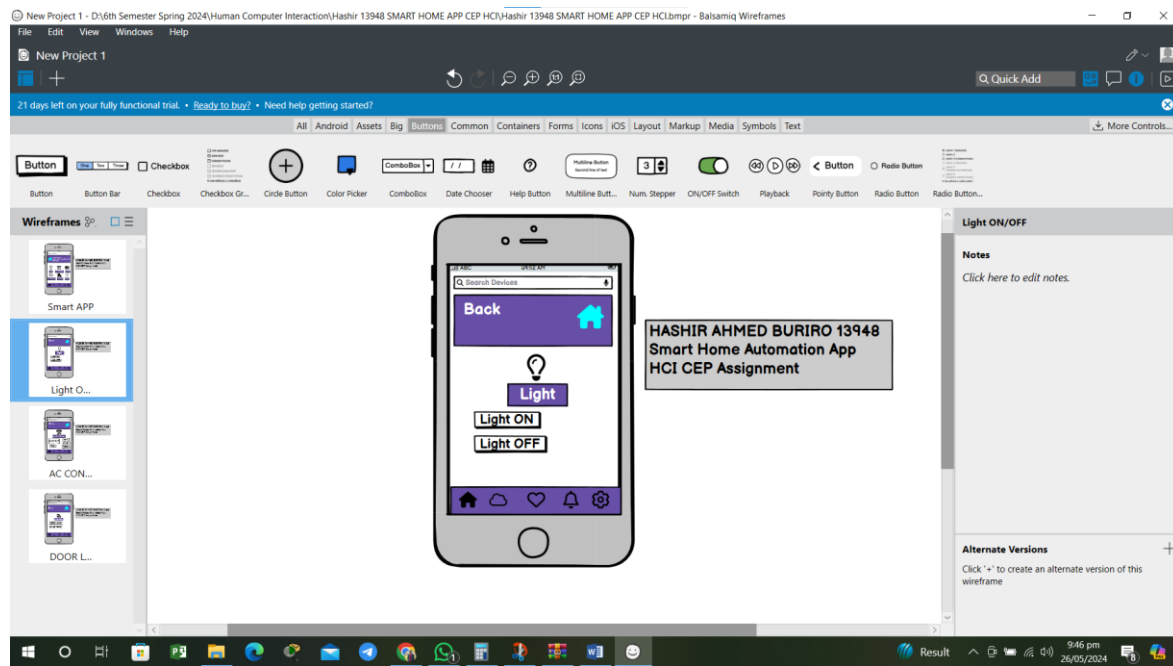 New Project 1 - D:\6th Semester Spring 2024\Human Computer Interaction\Hashir 13948 SMART HOME APP CEP HCI\Hashir 13948 SMART HOME APP CEP HCI.bmpr - Balsamiq Wireframes
File Edit View Windows Help
New Project 1
Quick Add
21 days left on your fully functional trial. • Ready to buy? • Need help getting started?
All Android Assets Big Buttons Common Containers Forms Icons iOS Layout Markup Media Symbols Text
More Controls...
Button One Two Three Checkbox ComboBox / / ? Multiline Button 3 < Button Radio Button
Second line of text
Button Button Bar Checkbox Checkbox Gr... Circle Button Color Picker ComboBox Date Chooser Help Button Multiline Butt... Num. Stepper ON/OFF Switch Playback Pointy Button Radio Button Radio Button...
Wireframes
Smart APP
Light O...
AC CON...
DOOR L...
ABC 09:52 AM
Search Devices
Back
Light
Light ON
Light OFF
HASHIR AHMED BURIRO 13948
Smart Home Automation App
HCI CEP Assignment
Light ON/OFF
Notes
Click here to edit notes.
Alternate Versions
Click '+' to create an alternate version of this
wireframe
Result
9:46 pm
26/05/2024